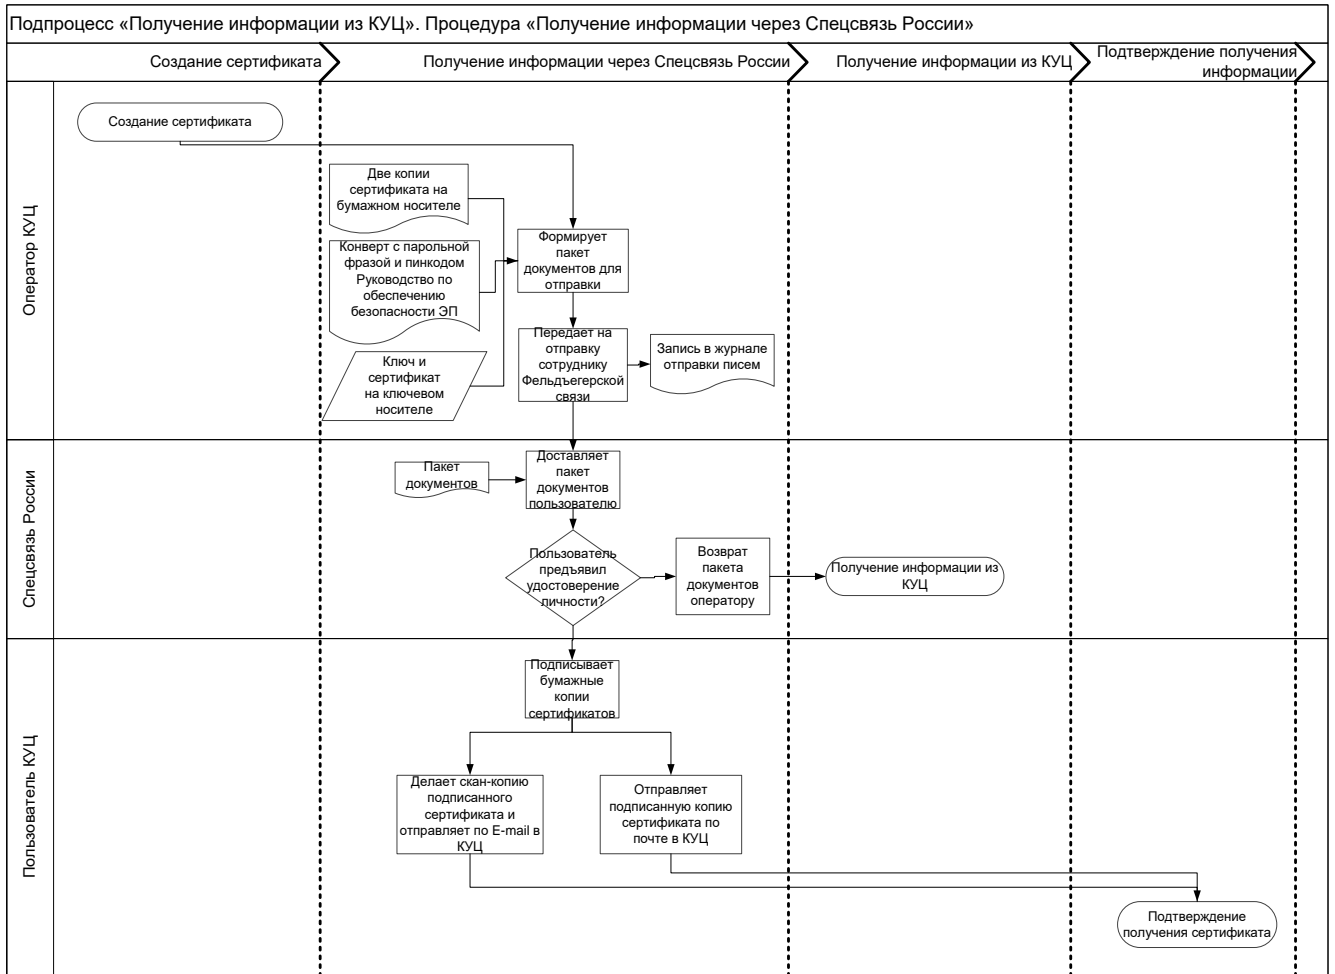 Подпроцесс «Получение информации из КУЦ». Процедура «Получение информации через Спецсвязь России»
Создание сертификата
Получение информации через Спецсвязь России
Получение информации из КУЦ
Подтверждение получения
информации
Оператор КУЦ
Создание сертификата
Две копии
сертификата на
бумажном носителе
Конверт с парольной
фразой и пинкодом
Руководство по
обеспечению
безопасности ЭП
Ключ и
сертификат
на ключевом
носителе
Формирует
пакет
документов для
отправки
Передает на
отправку
сотруднику
Фельдъегерской
связи
Запись в журнале
отправки писем
Спецсвязь России
Пакет
документов
Доставляет
пакет
документов
пользователю
Пользователь
предъявил
удостоверение
личности?
Возврат
пакета
документов
оператору
Получение информации из
КУЦ
Пользователь КУЦ
Подписывает
бумажные
копии
сертификатов
Делает скан-копию
подписанного
сертификата и
отправляет по E-mail в
КУЦ
Отправляет
подписанную копию
сертификата по
почте в КУЦ
Подтверждение
получения сертификата